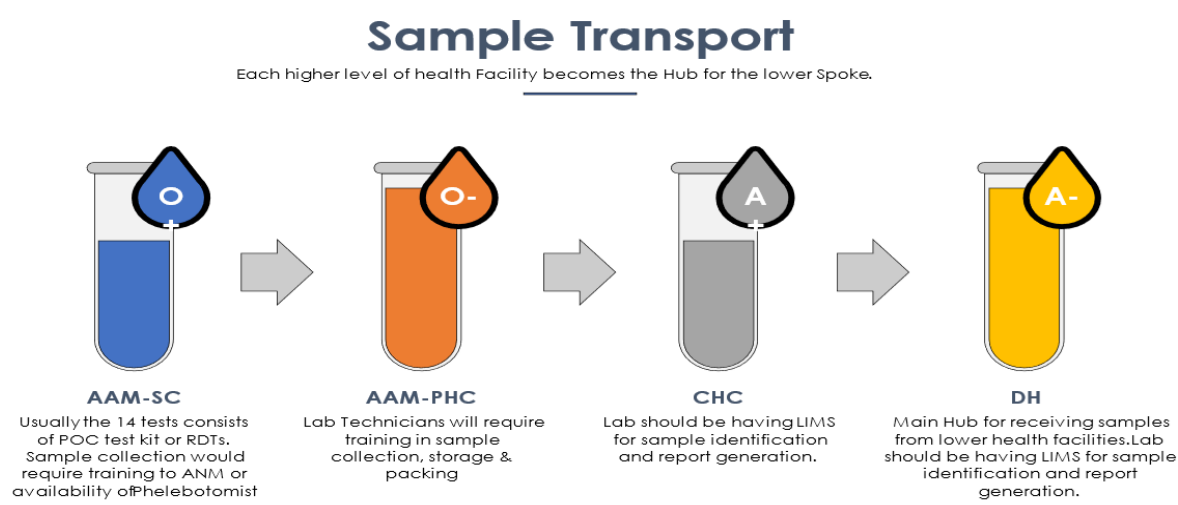 Sample Transport
Each higher level of health Facility becomes the Hub for the lower Spoke.
O
+
O-
A
+
A-
AAM-SC
Usually the 14 tests consists
of POC test kit or RDTs.
Sample collection would
require training to ANM or
availability ofPhelebotomist
AAM-PHC
Lab Technicians will require
training in sample
collection, storage &
packing
CHC
Lab should be having LIMS
for sample identification
and report generation.
DH
Main Hub for receiving samples
from lower health facilities.Lab
should be having LIMS for sample
identification and report
generation.